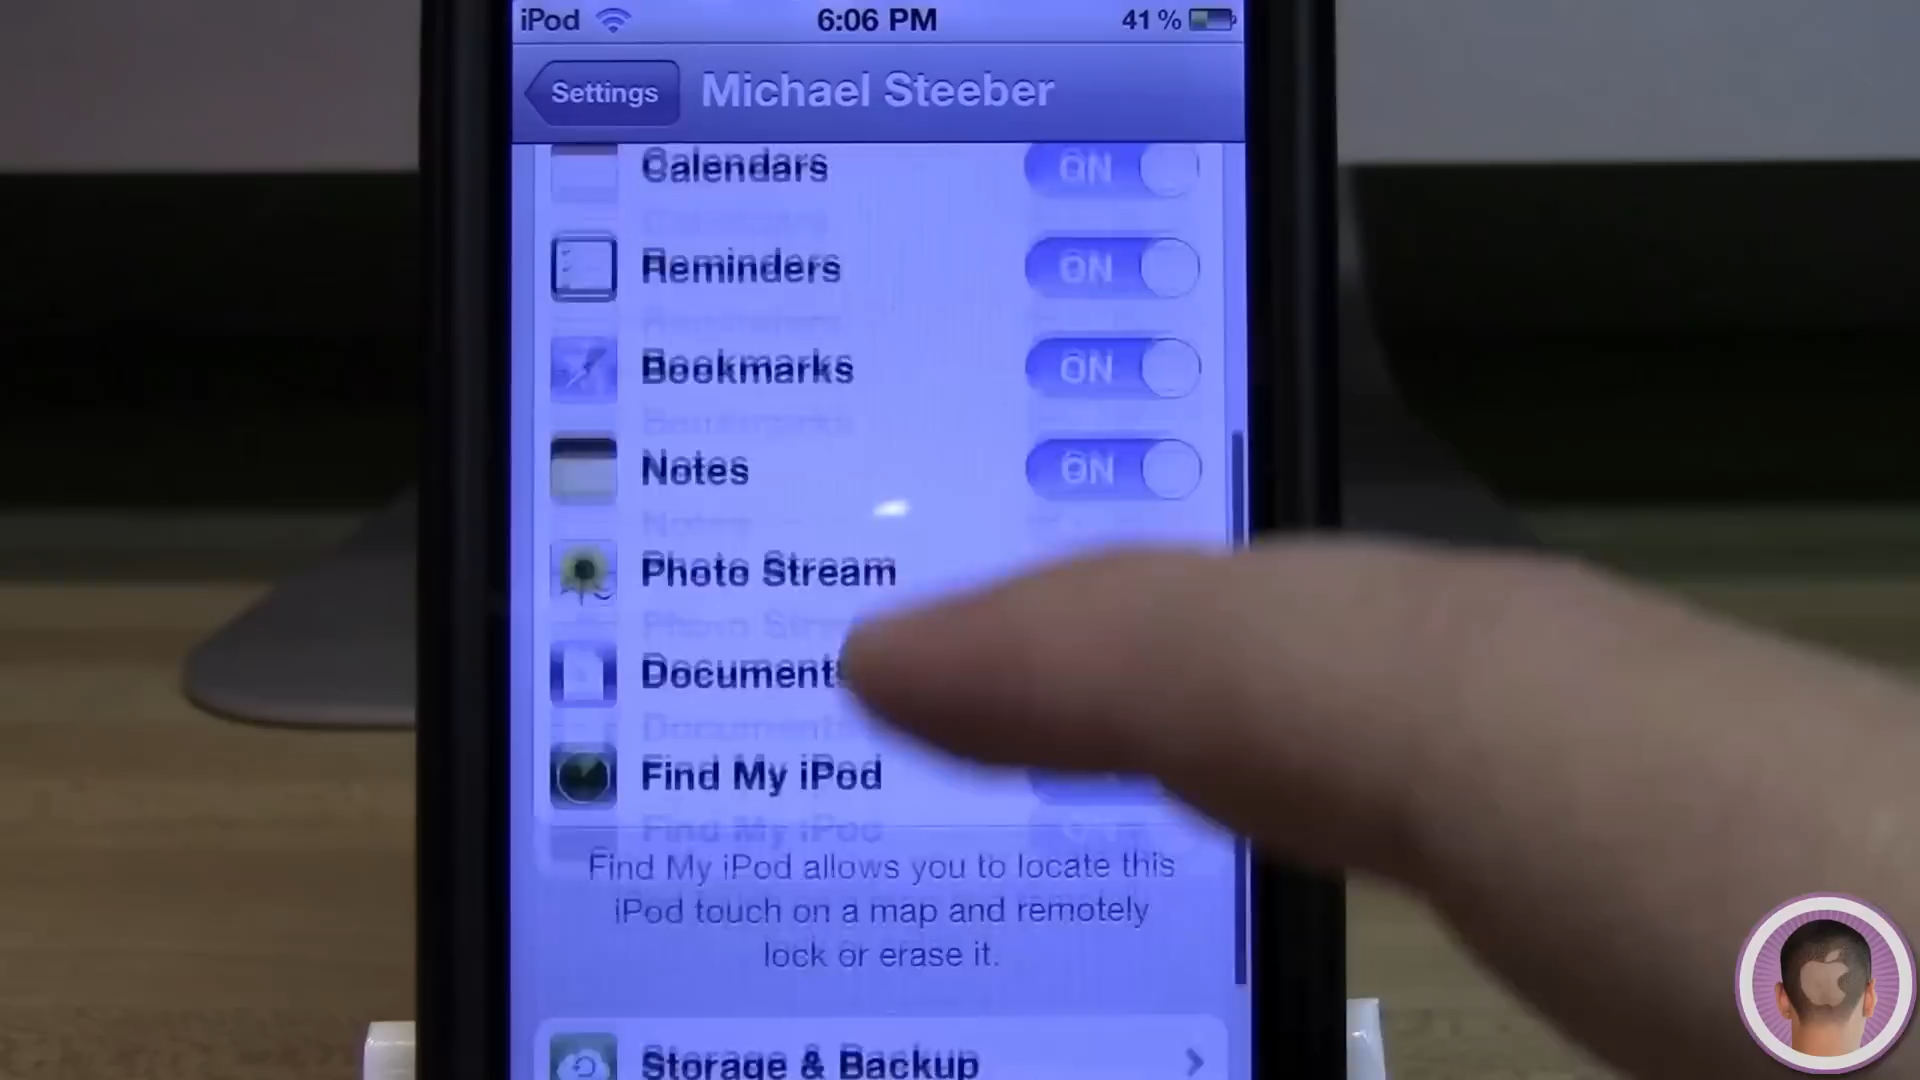 iPod 6:06 PM 41 %
Settings Michael Steeber
Calendars ON
Reminders ON
Bookmarks ON
Notes ON
Photo Stream
Documents
Find My iPod
Find My iPod allows you to locate this
iPod touch on a map and remotely
lock or erase it.
Storage & Backup